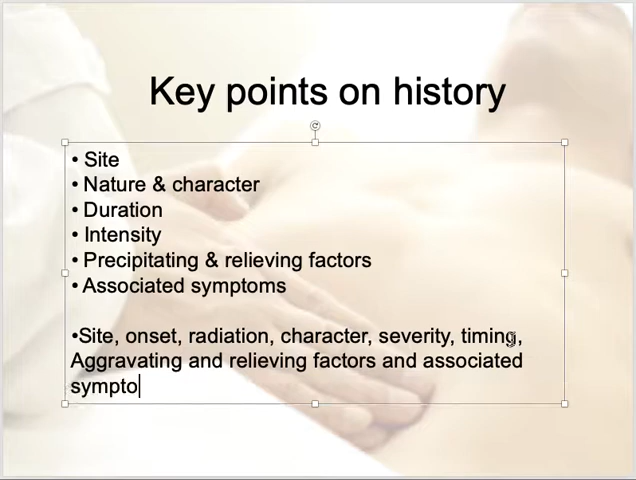 Key points on history
• Site
• Nature & character
• Duration
• Intensity
• Precipitating & relieving factors
• Associated symptoms
•Site, onset, radiation, character, severity, timing,
Aggravating and relieving factors and associated
sympto